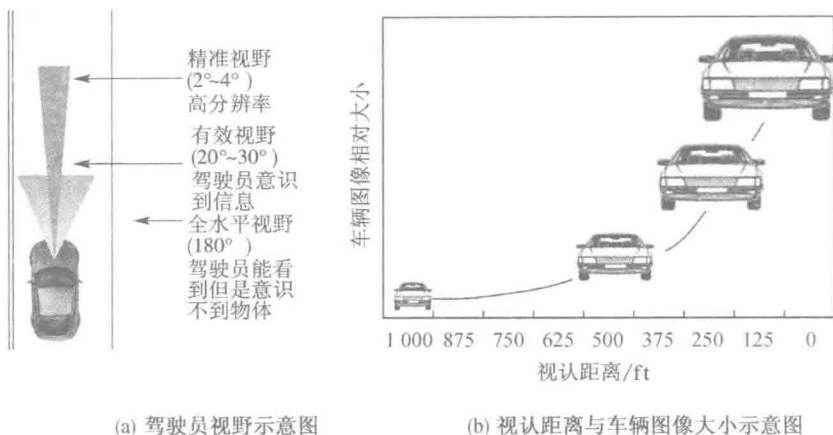 精准视野
(2°~4°)
高分辨率
有效视野
(20°~30°)
驾驶员意识
到信息
全水平视野
(180°)
驾驶员能看
到但是意识
不到物体
(a) 驾驶员视野示意图
车辆图像相对大小
1 000 875 750 625 500 375 250 125 0
视认距离/ft
(b) 视认距离与车辆图像大小示意图